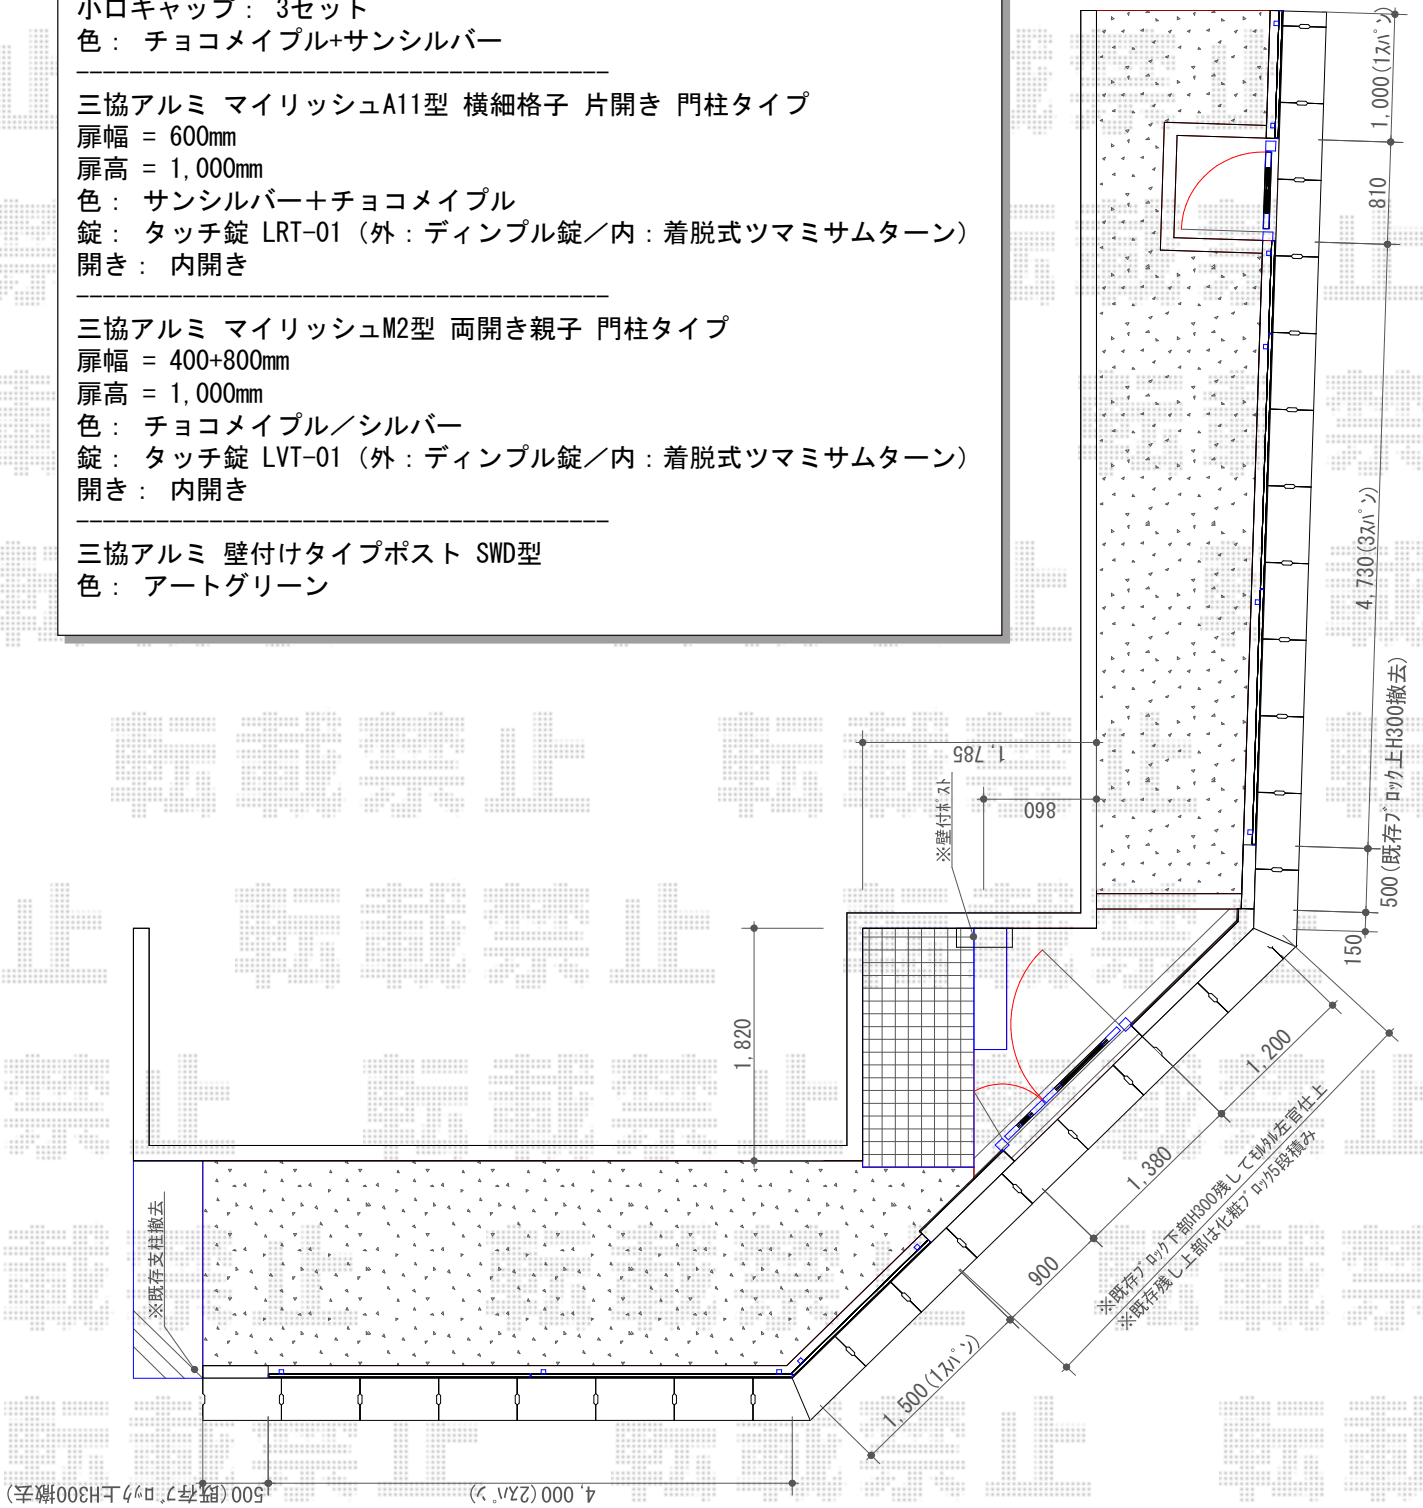 小口キャップ： 3セット
色： チョコメイプル+サンシルバー
----------------------------------------
三協アルミ マイリッシュA11型 横細格子 片開き 門柱タイプ
扉幅 = 600mm
扉高 = 1,000mm
色： サンシルバー＋チョコメイプル
錠： タッチ錠 LRT-01（外：ディンプル錠／内：着脱式ツマミサムターン）
開き： 内開き
----------------------------------------
三協アルミ マイリッシュM2型 両開き親子 門柱タイプ
扉幅 = 400+800mm
扉高 = 1,000mm
色： チョコメイプル／シルバー
錠： タッチ錠 LVT-01（外：ディンプル錠／内：着脱式ツマミサムターン）
開き： 内開き
----------------------------------------
三協アルミ 壁付けタイプポスト SWD型
色： アートグリーン
1,000(1ｽﾊﾟﾝ)
810
4,730(3ｽﾊﾟﾝ)
500(既存ﾌﾞﾛｯｸ上H300撤去)
150
1,785
860
※壁付ﾎﾟｽﾄ
1,820
1,200
1,380
900
1,500(1ｽﾊﾟﾝ)
※既存ﾌﾞﾛｯｸ下部H300残してﾓﾙﾀﾙ左官仕上
※既存残し上部は化粧ﾌﾞﾛｯｸ5段積み
※既存支柱撤去
500(既存ﾌﾞﾛｯｸ上H300撤去)
4,000(2ｽﾊﾟﾝ)
転載禁止